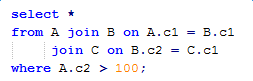 select *
from A join B on A.c1 = B.c1
join C on B.c2 = C.c1
where A.c2 > 100;